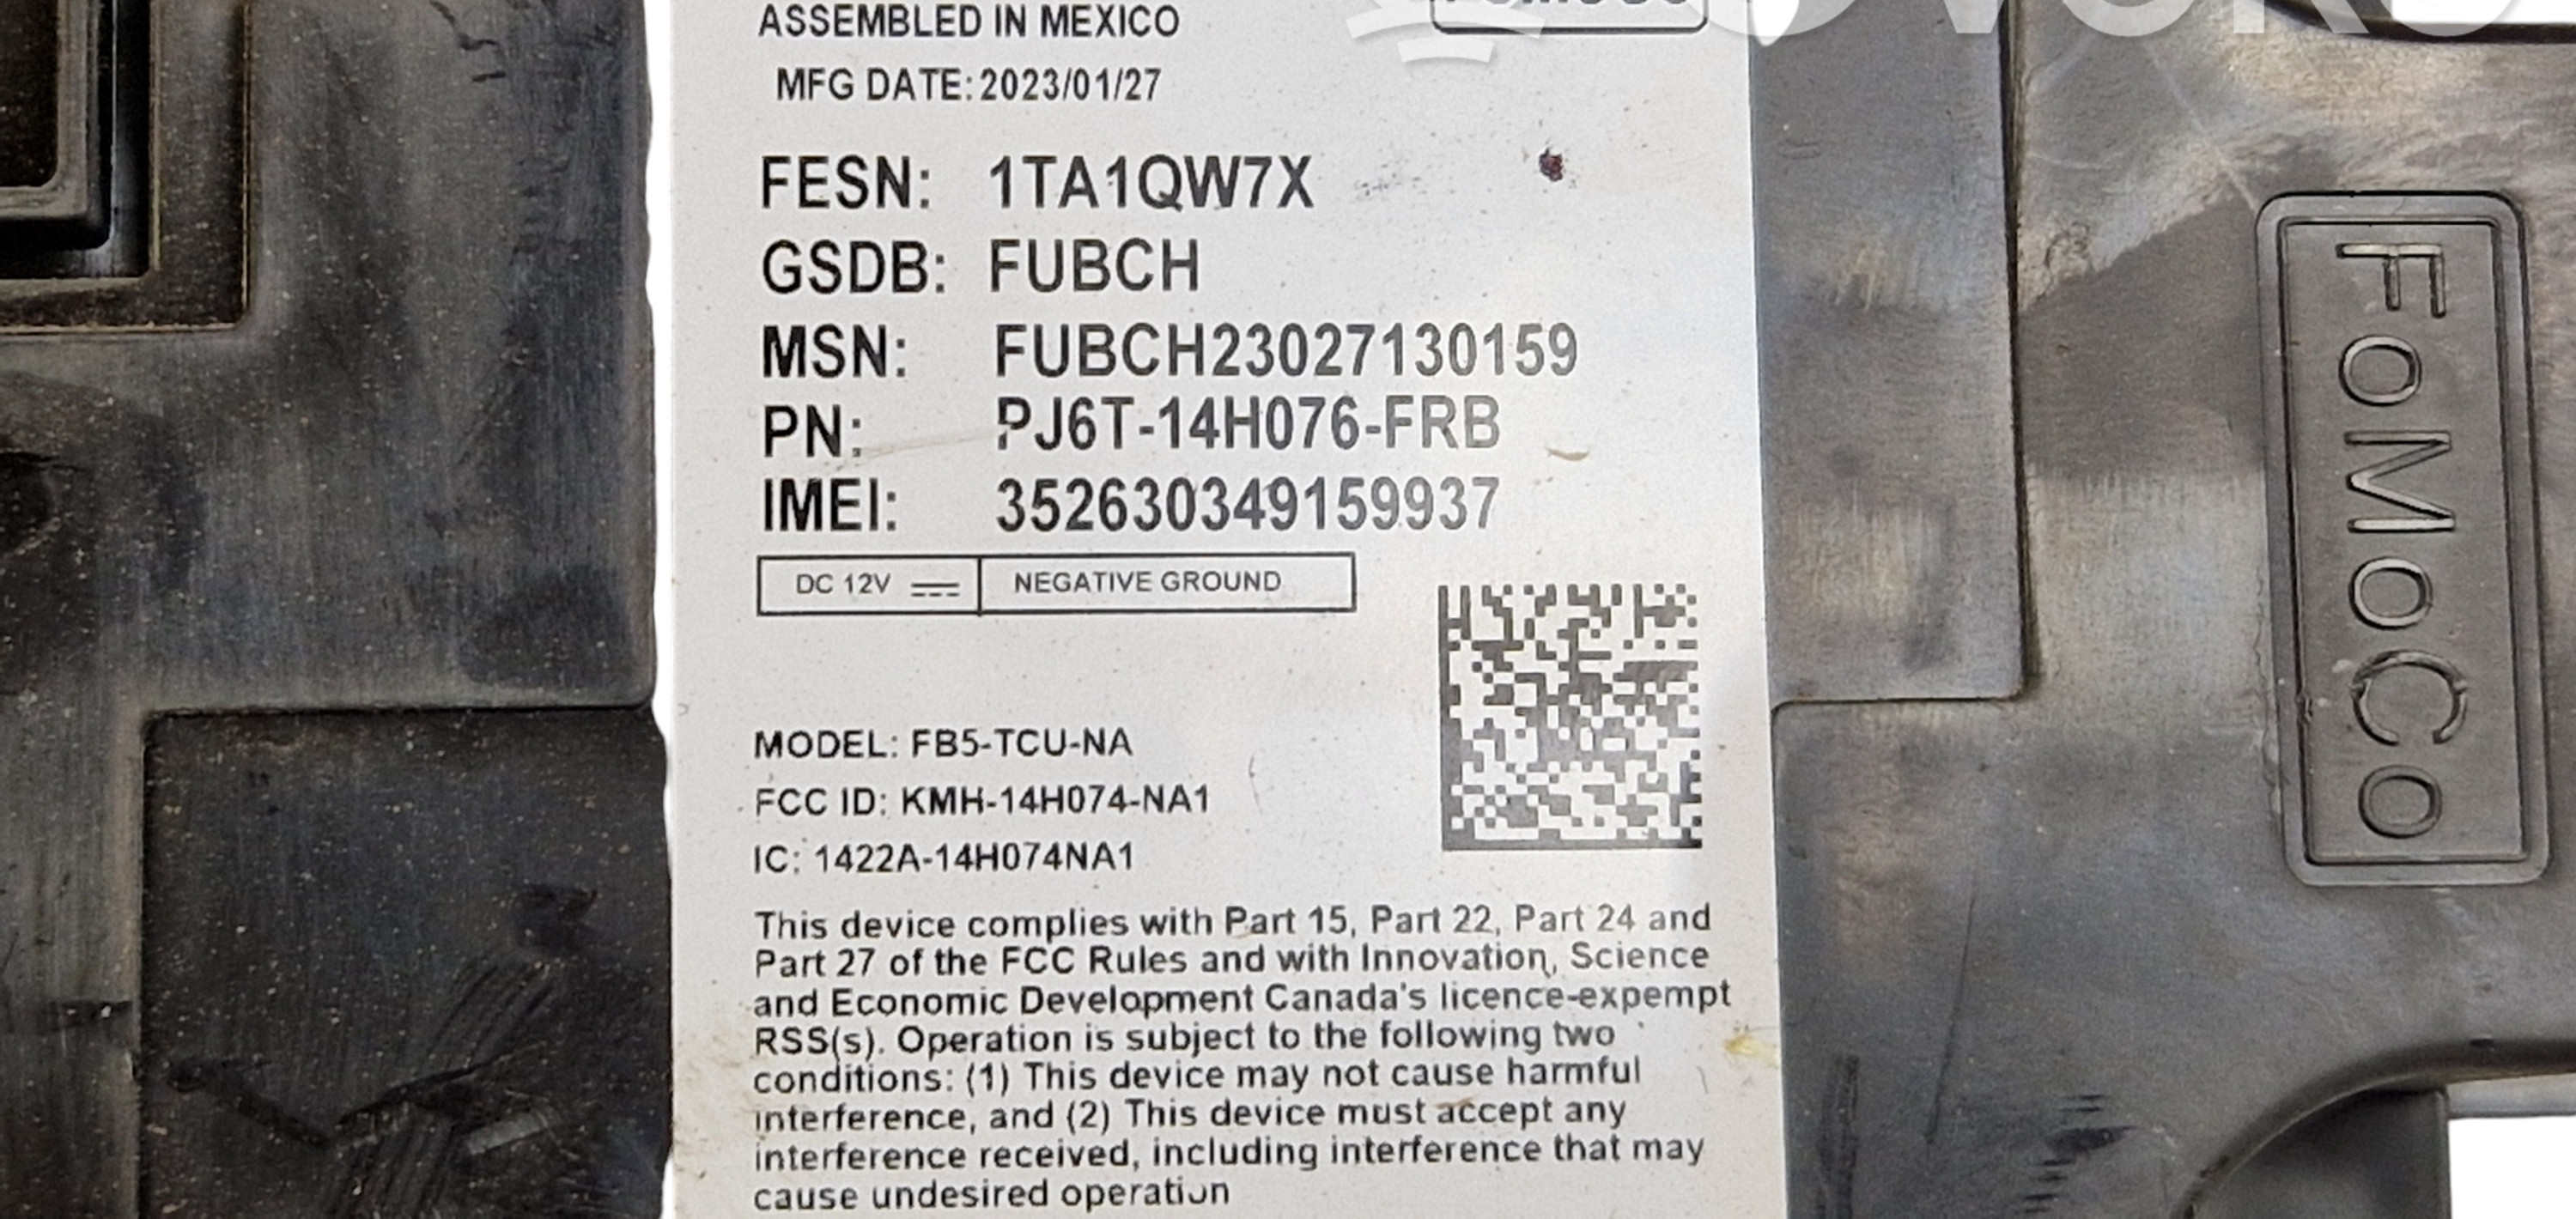 ASSEMBLED IN MEXICO
MFG DATE: 2023/01/27
FESN: 1TA1QW7X
GSDB: FUBCH
MSN: FUBCH23027130159
PN: PJ6T-14H076-FRB
IMEI: 352630349159937
DC 12V NEGATIVE GROUND
MODEL: FB5-TCU-NA
FCC ID: KMH-14H074-NA1
IC: 1422A-14H074NA1
This device complies with Part 15, Part 22, Part 24 and
Part 27 of the FCC Rules and with Innovation, Science
and Economic Development Canada's licence-expempt
RSS(s). Operation is subject to the following two
conditions: (1) This device may not cause harmful
interference, and (2) This device must accept any
interference received, including interference that may
cause undesired operation
FoMoCo